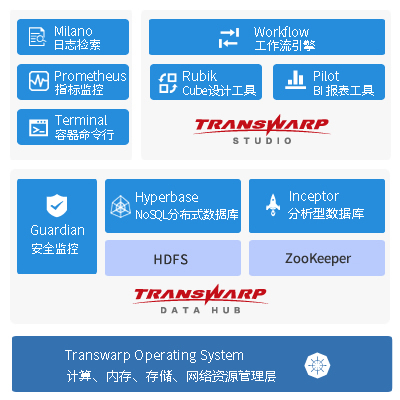 Milano
日志检索
Prometheus
指标监控
Terminal
容器命令行
Workflow
工作流引擎
Rubik
Cube设计工具
Pilot
BI 报表工具
TRANSWARP
STUDIO
Guardian
安全监控
Hyperbase
NoSQL分布式数据库
Inceptor
分析型数据库
HDFS
ZooKeeper
TRANSWARP
DATA HUB
Transwarp Operating System
计算、内存、存储、网络资源管理层